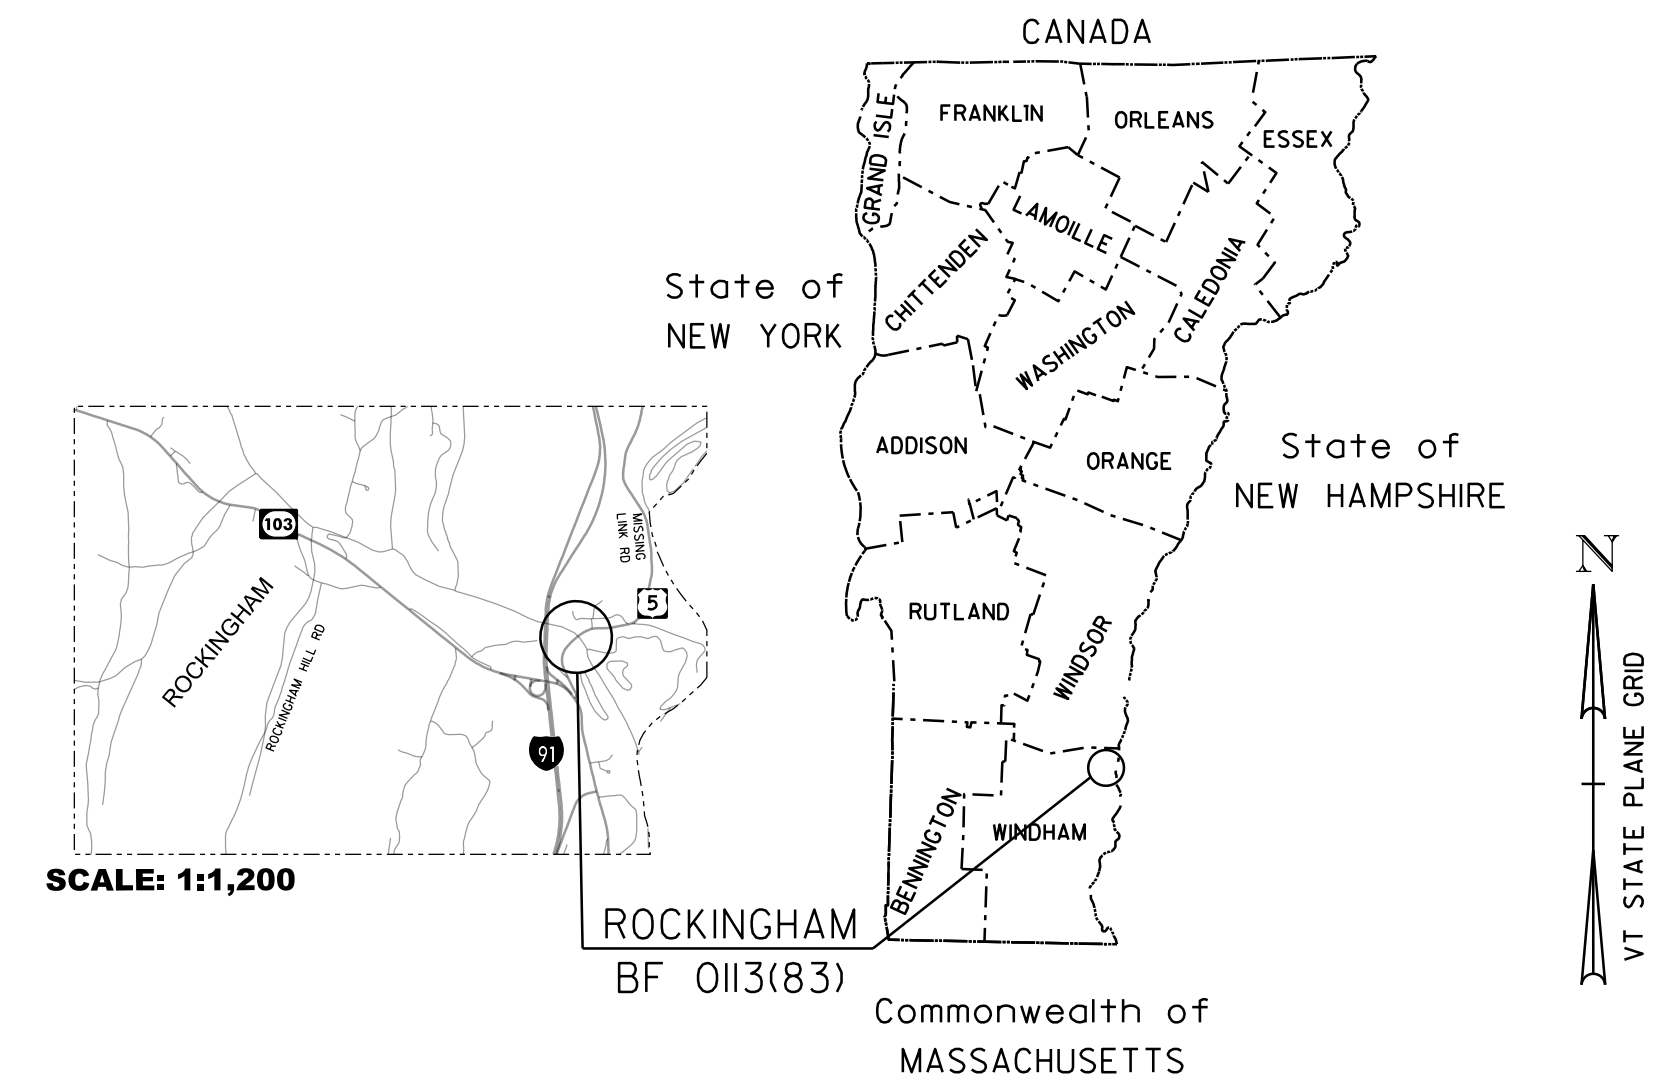 CANADA
FRANKLIN
ORLEANS
ESSEX
GRAND ISLE
LAMOILLE
CHITTENDEN
CALEDONIA
State of
NEW YORK
WASHINGTON
ADDISON
ORANGE
State of
NEW HAMPSHIRE
103
MISSING
LINK RD
5
ROCKINGHAM
ROCKINGHAM HILL RD
91
RUTLAND
WINDSOR
N
VT STATE PLANE GRID
BENNINGTON
WINDHAM
SCALE: 1:1,200
ROCKINGHAM
BF 0113(83)
Commonwealth of
MASSACHUSETTS